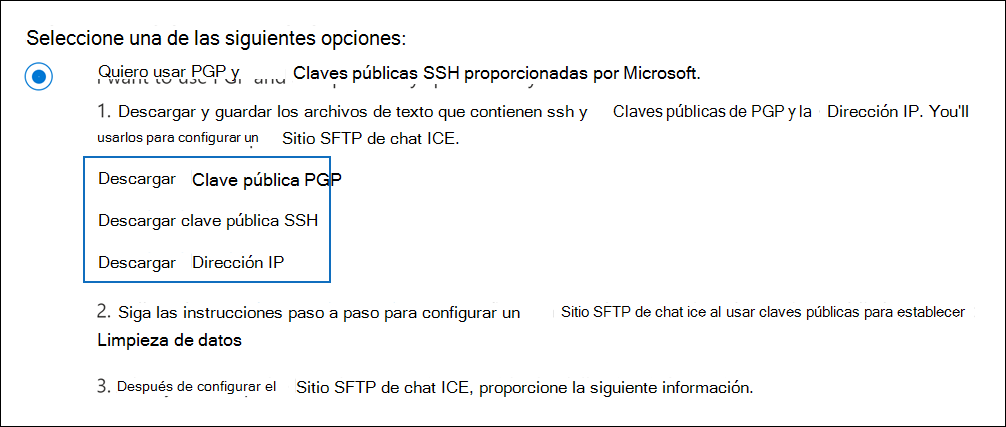 Seleccione una de las siguientes opciones:
Quiero usar PGP y Claves públicas SSH proporcionadas por Microsoft.
1. Descargar y guardar los archivos de texto que contienen ssh y Claves públicas de PGP y la Dirección IP. You'll
usarlos para configurar un Sitio SFTP de chat ICE.
Descargar Clave pública PGP
Descargar clave pública SSH
Descargar Dirección IP
2. Siga las instrucciones paso a paso para configurar un Sitio SFTP de chat ice al usar claves públicas para establecer
Limpieza de datos
3. Después de configurar el Sitio SFTP de chat ICE, proporcione la siguiente información.